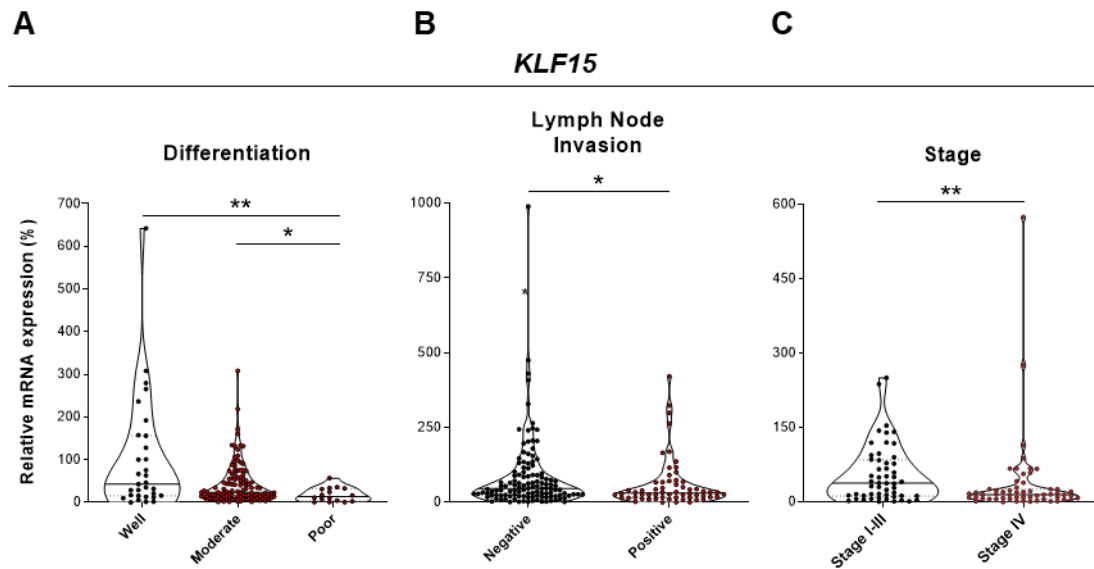 A
B
C
KLF15
Differentiation
Lymph Node
Invasion
Stage
Relative mRNA expression (%)
700
600
500
400
300
200
100
0
**
*
Well
Moderate
Poor
1000
750
500
250
0
*
*
Negative
Positive
600
450
300
150
0
**
Stage I-III
Stage IV